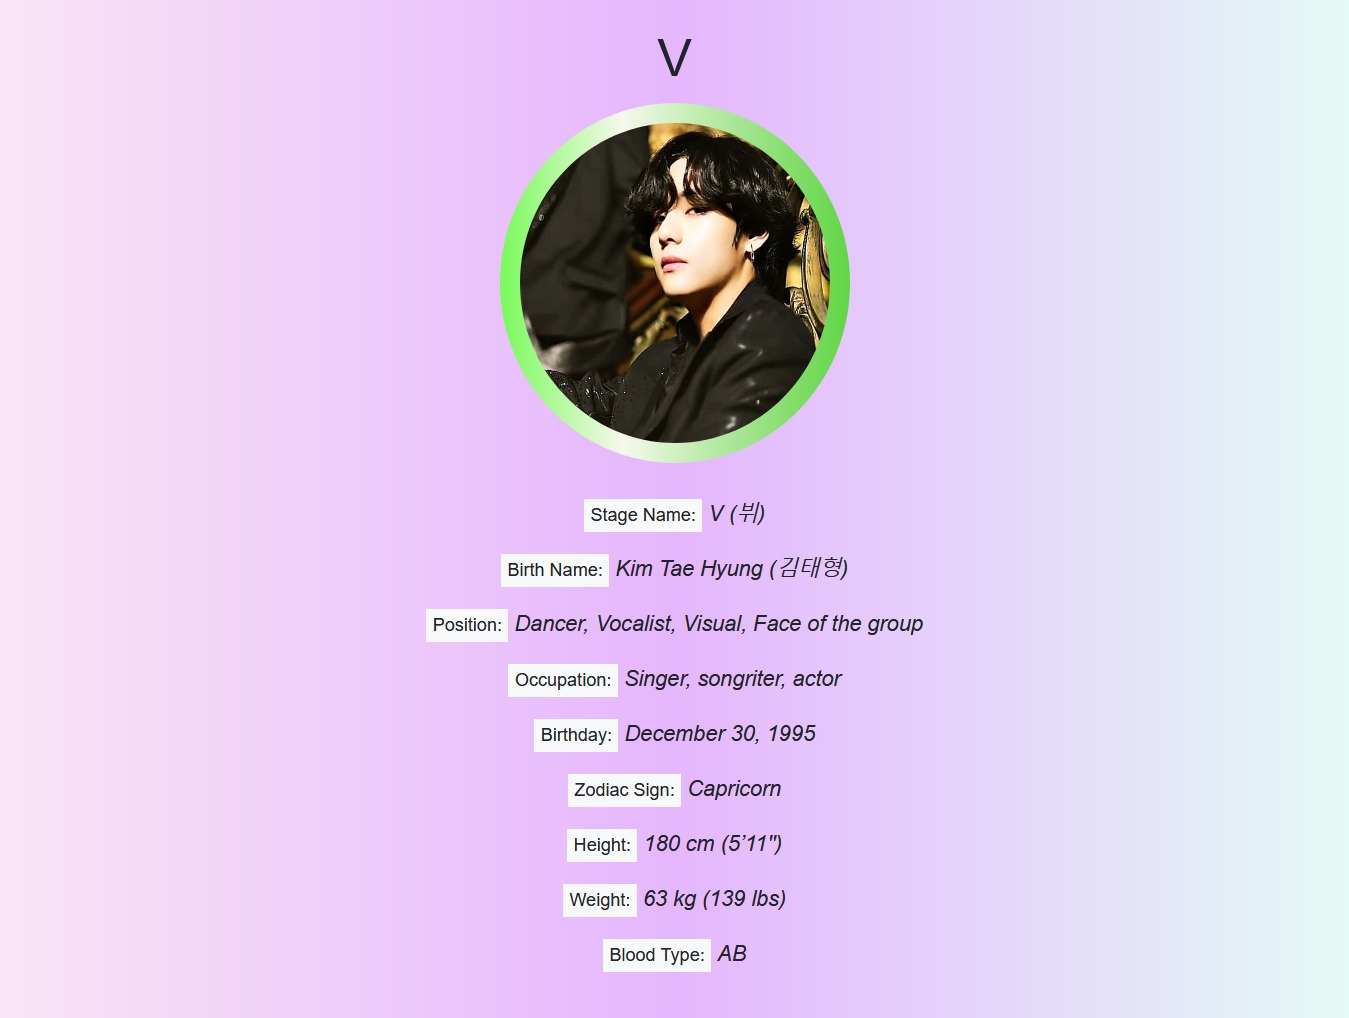 V
Stage Name: V (뷔)
Birth Name: Kim Tae Hyung (김태형)
Position: Dancer, Vocalist, Visual, Face of the group
Occupation: Singer, songriter, actor
Birthday: December 30, 1995
Zodiac Sign: Capricorn
Height: 180 cm (5’11")
Weight: 63 kg (139 lbs)
Blood Type: AB